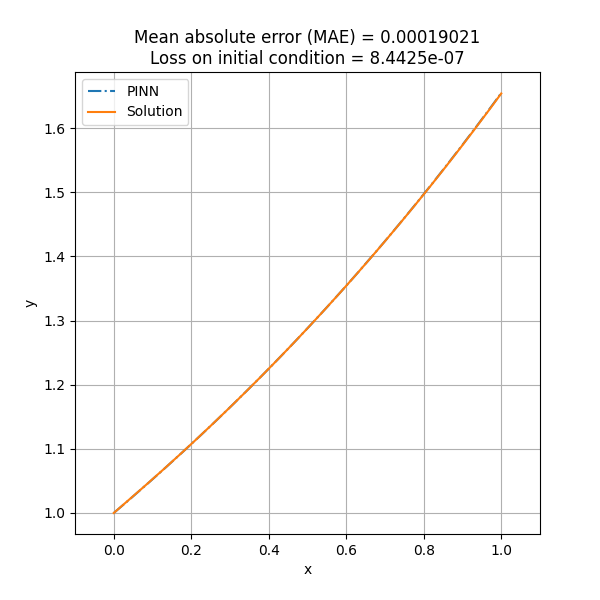 Mean absolute error (MAE) = 0.00019021
Loss on initial condition = 8.4425e-07
PINN
Solution
1.6
1.5
1.4
1.3
1.2
1.1
1.0
y
0.0 0.2 0.4 0.6 0.8 1.0
x